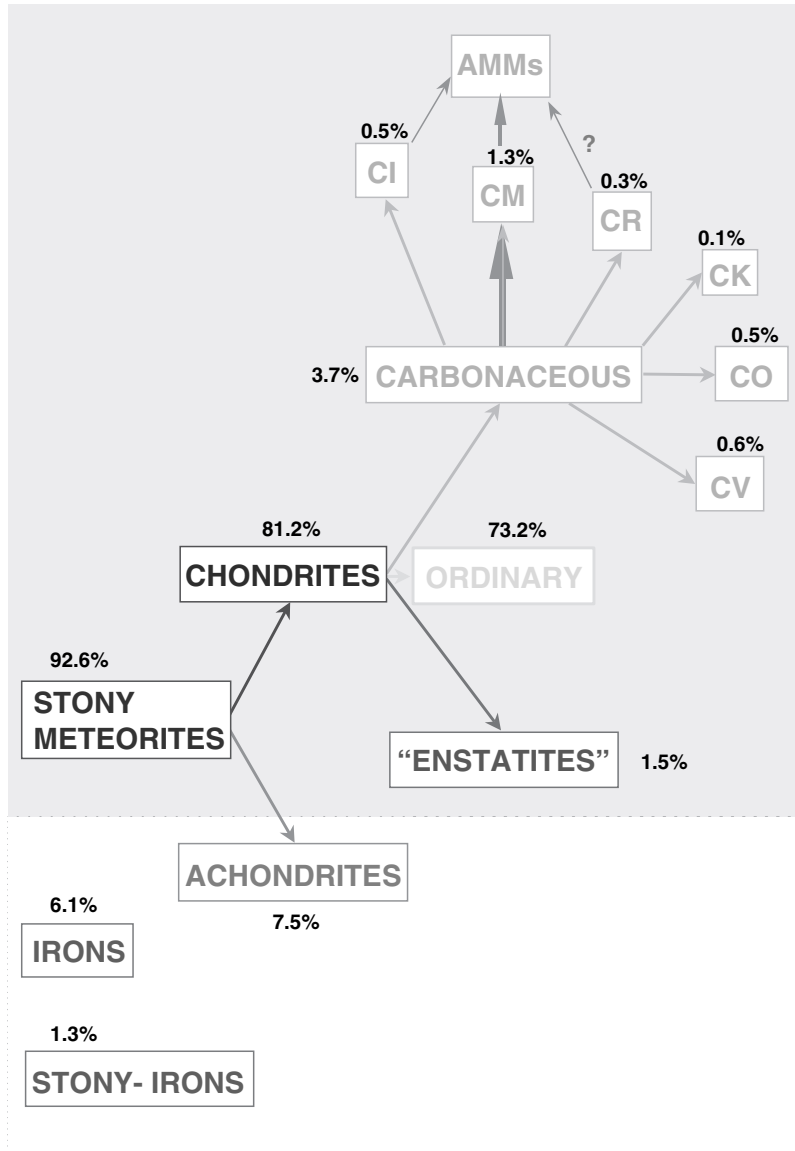 AMMs
0.5%
CI
1.3%
CM
?
0.3%
CR
0.1%
CK
3.7%
CARBONACEOUS
0.5%
CO
0.6%
CV
81.2%
CHONDRITES
73.2%
ORDINARY
92.6%
STONY
METEORITES
“ENSTATITES”
1.5%
ACHONDRITES
7.5%
6.1%
IRONS
1.3%
STONY- IRONS